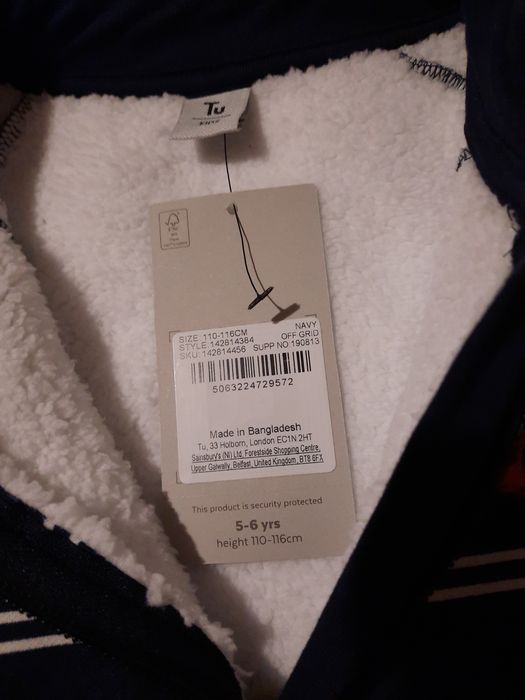 Tu
KIDS
FSC
SIZE: 110-116CM NAVY
STYLE:142814384 OFF GRID
SKU: 142814456 SUPP NO:190813
5063224729572
Made in Bangladesh
Tu, 33 Holborn, London EC1N 2HT
Sainsbury's (NI) Ltd, Forestside Shopping Centre,
Upper Galwally, Belfast, United Kingdom, BT8 6FX
This product is security protected
5-6 yrs
height 110-116cm